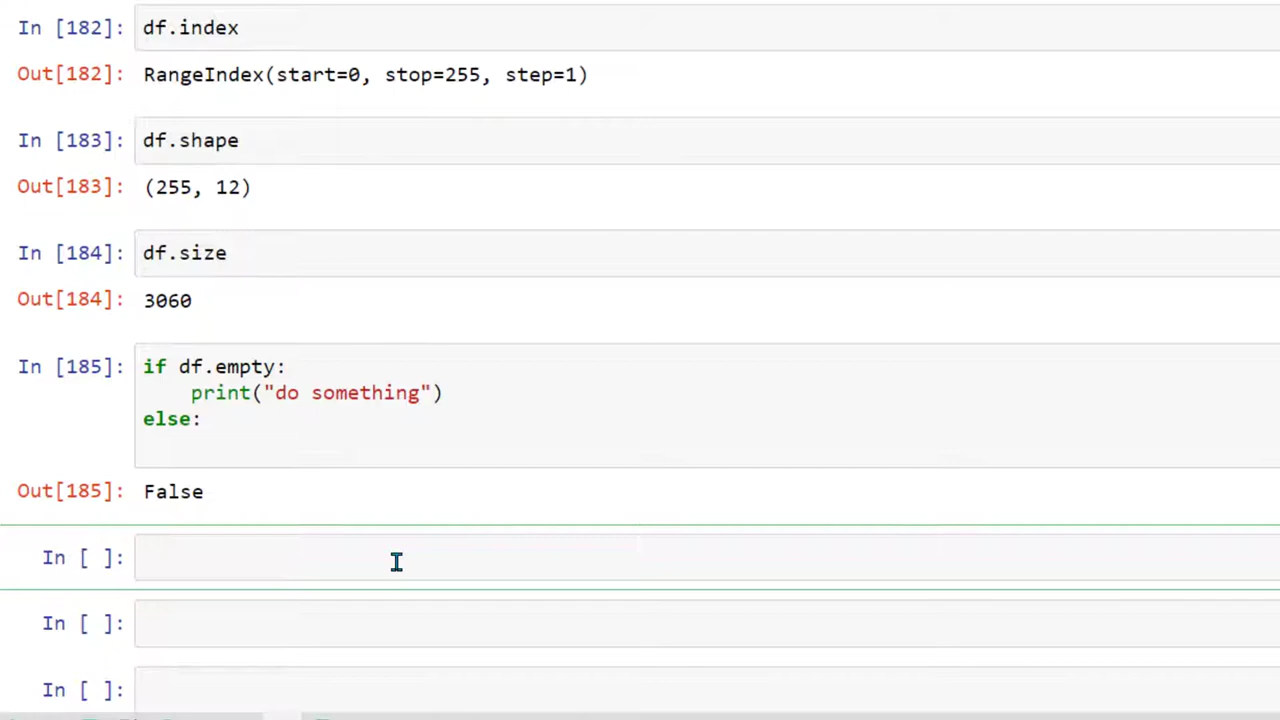 In [182]: df.index
Out[182]: RangeIndex(start=0, stop=255, step=1)
In [183]: df.shape
Out[183]: (255, 12)
In [184]: df.size
Out[184]: 3060
In [185]: if df.empty:
    print("do something")
else:
Out[185]: False
In [ ]:
In [ ]:
In [ ]: